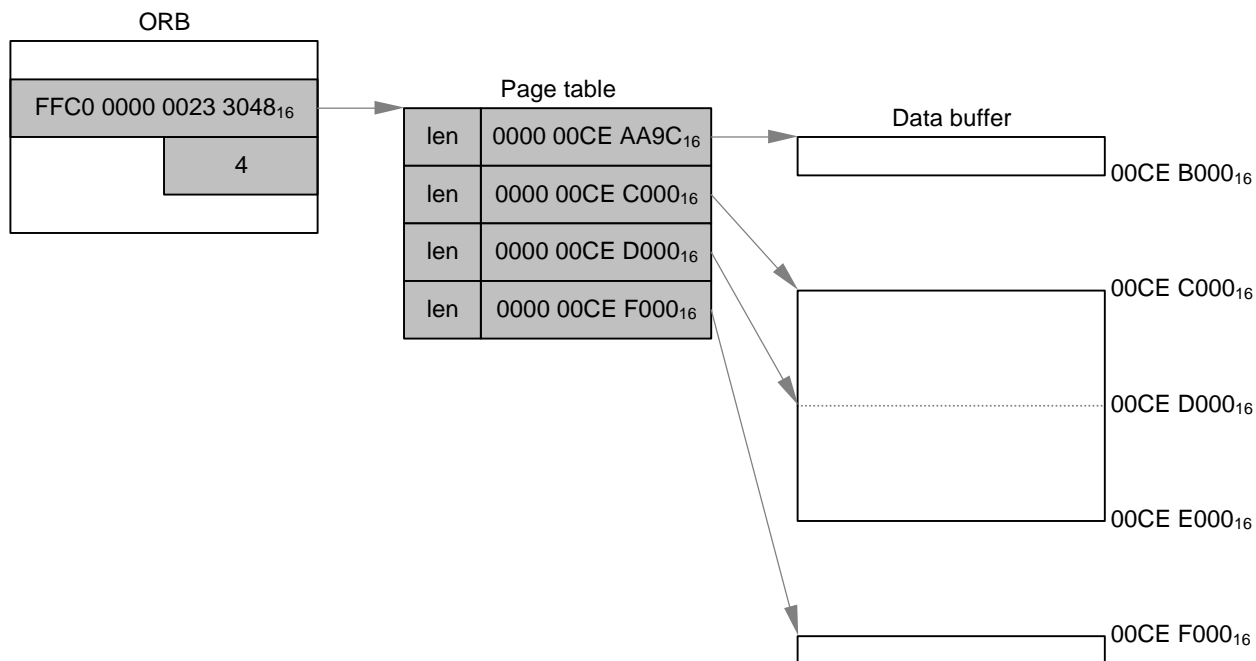 ORB
FFC0 0000 0023 3048₁₆
4
Page table
len 0000 00CE AA9C₁₆
len 0000 00CE C000₁₆
len 0000 00CE D000₁₆
len 0000 00CE F000₁₆
Data buffer
00CE B000₁₆
00CE C000₁₆
00CE D000₁₆
00CE E000₁₆
00CE F000₁₆